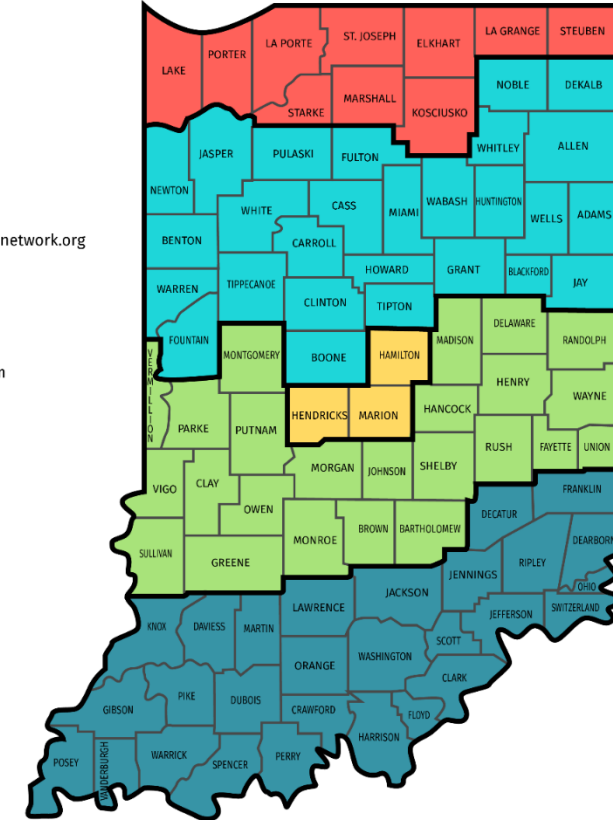 LAKE
PORTER
LA PORTE
ST. JOSEPH
ELKHART
LA GRANGE
STEUBEN
STARKE
MARSHALL
KOSCIUSKO
NOBLE
DEKALB
JASPER
PULASKI
FULTON
WHITLEY
ALLEN
NEWTON
WHITE
CASS
MIAMI
WABASH
HUNTINGTON
WELLS
ADAMS
network.org
BENTON
CARROLL
HOWARD
GRANT
BLACKFORD
JAY
WARREN
TIPPECANOE
CLINTON
TIPTON
FOUNTAIN
VERMILLION
MONTGOMERY
BOONE
HAMILTON
MADISON
DELAWARE
RANDOLPH
HENRY
WAYNE
PARKE
PUTNAM
HENDRICKS
MARION
HANCOCK
RUSH
FAYETTE
UNION
VIGO
CLAY
MORGAN
JOHNSON
SHELBY
OWEN
SULLIVAN
GREENE
MONROE
BROWN
BARTHOLOMEW
DECATUR
FRANKLIN
KNOX
DAVIESS
MARTIN
LAWRENCE
JACKSON
JENNINGS
RIPLEY
DEARBORN
OHIO
SWITZERLAND
JEFFERSON
ORANGE
WASHINGTON
SCOTT
CLARK
GIBSON
PIKE
DUBOIS
CRAWFORD
HARRISON
FLOYD
POSEY
VANDERBURGH
WARRICK
SPENCER
PERRY